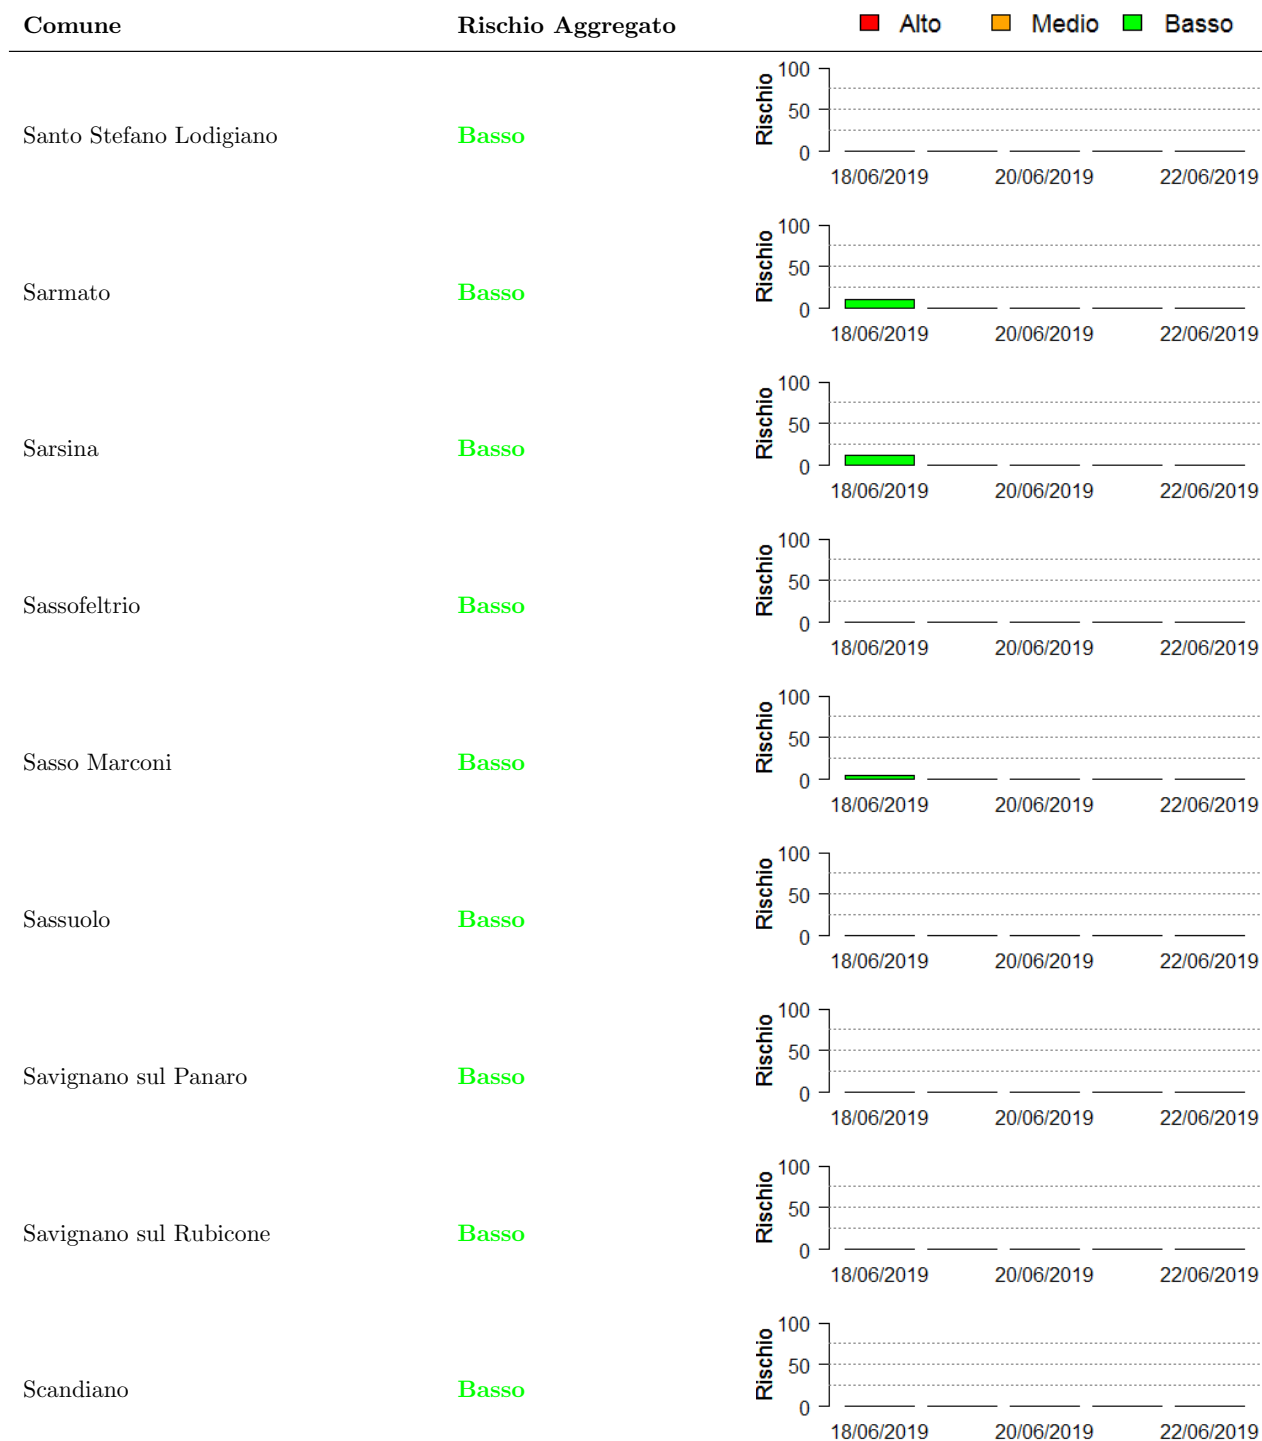 Comune Rischio Aggregato Alto Medio Basso
Santo Stefano Lodigiano Basso
Rischio
100
50
0
18/06/2019 20/06/2019 22/06/2019
Sarmato Basso
Rischio
100
50
0
18/06/2019 20/06/2019 22/06/2019
Sarsina Basso
Rischio
100
50
0
18/06/2019 20/06/2019 22/06/2019
Sassofeltrio Basso
Rischio
100
50
0
18/06/2019 20/06/2019 22/06/2019
Sasso Marconi Basso
Rischio
100
50
0
18/06/2019 20/06/2019 22/06/2019
Sassuolo Basso
Rischio
100
50
0
18/06/2019 20/06/2019 22/06/2019
Savignano sul Panaro Basso
Rischio
100
50
0
18/06/2019 20/06/2019 22/06/2019
Savignano sul Rubicone Basso
Rischio
100
50
0
18/06/2019 20/06/2019 22/06/2019
Scandiano Basso
Rischio
100
50
0
18/06/2019 20/06/2019 22/06/2019